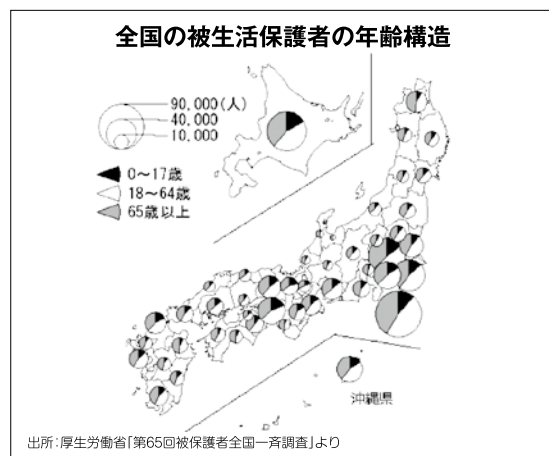 全国の被生活保護者の年齢構造
90,000(人)
40,000
10,000
0～17歳
18～64歳
65歳以上
沖縄県
出所:厚生労働省「第65回被保護者全国一斉調査」より